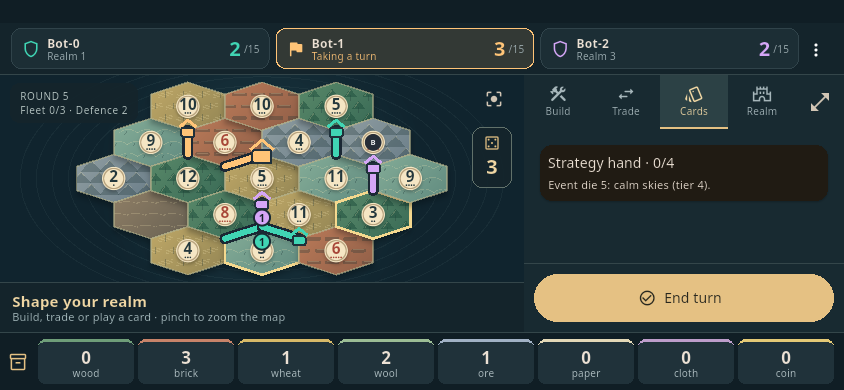 Bot-0
Realm 1
2 /15
Bot-1
Taking a turn
3 /15
Bot-2
Realm 3
2 /15
ROUND 5
Fleet 0/3 · Defence 2
10
10
5
9
6
4
B
2
12
5
11
9
8
11
3
4
6
1
1
3
Build
Trade
Cards
Realm
Strategy hand · 0/4
Event die 5: calm skies (tier 4).
End turn
Shape your realm
Build, trade or play a card · pinch to zoom the map
0
wood
3
brick
1
wheat
2
wool
1
ore
0
paper
0
cloth
0
coin